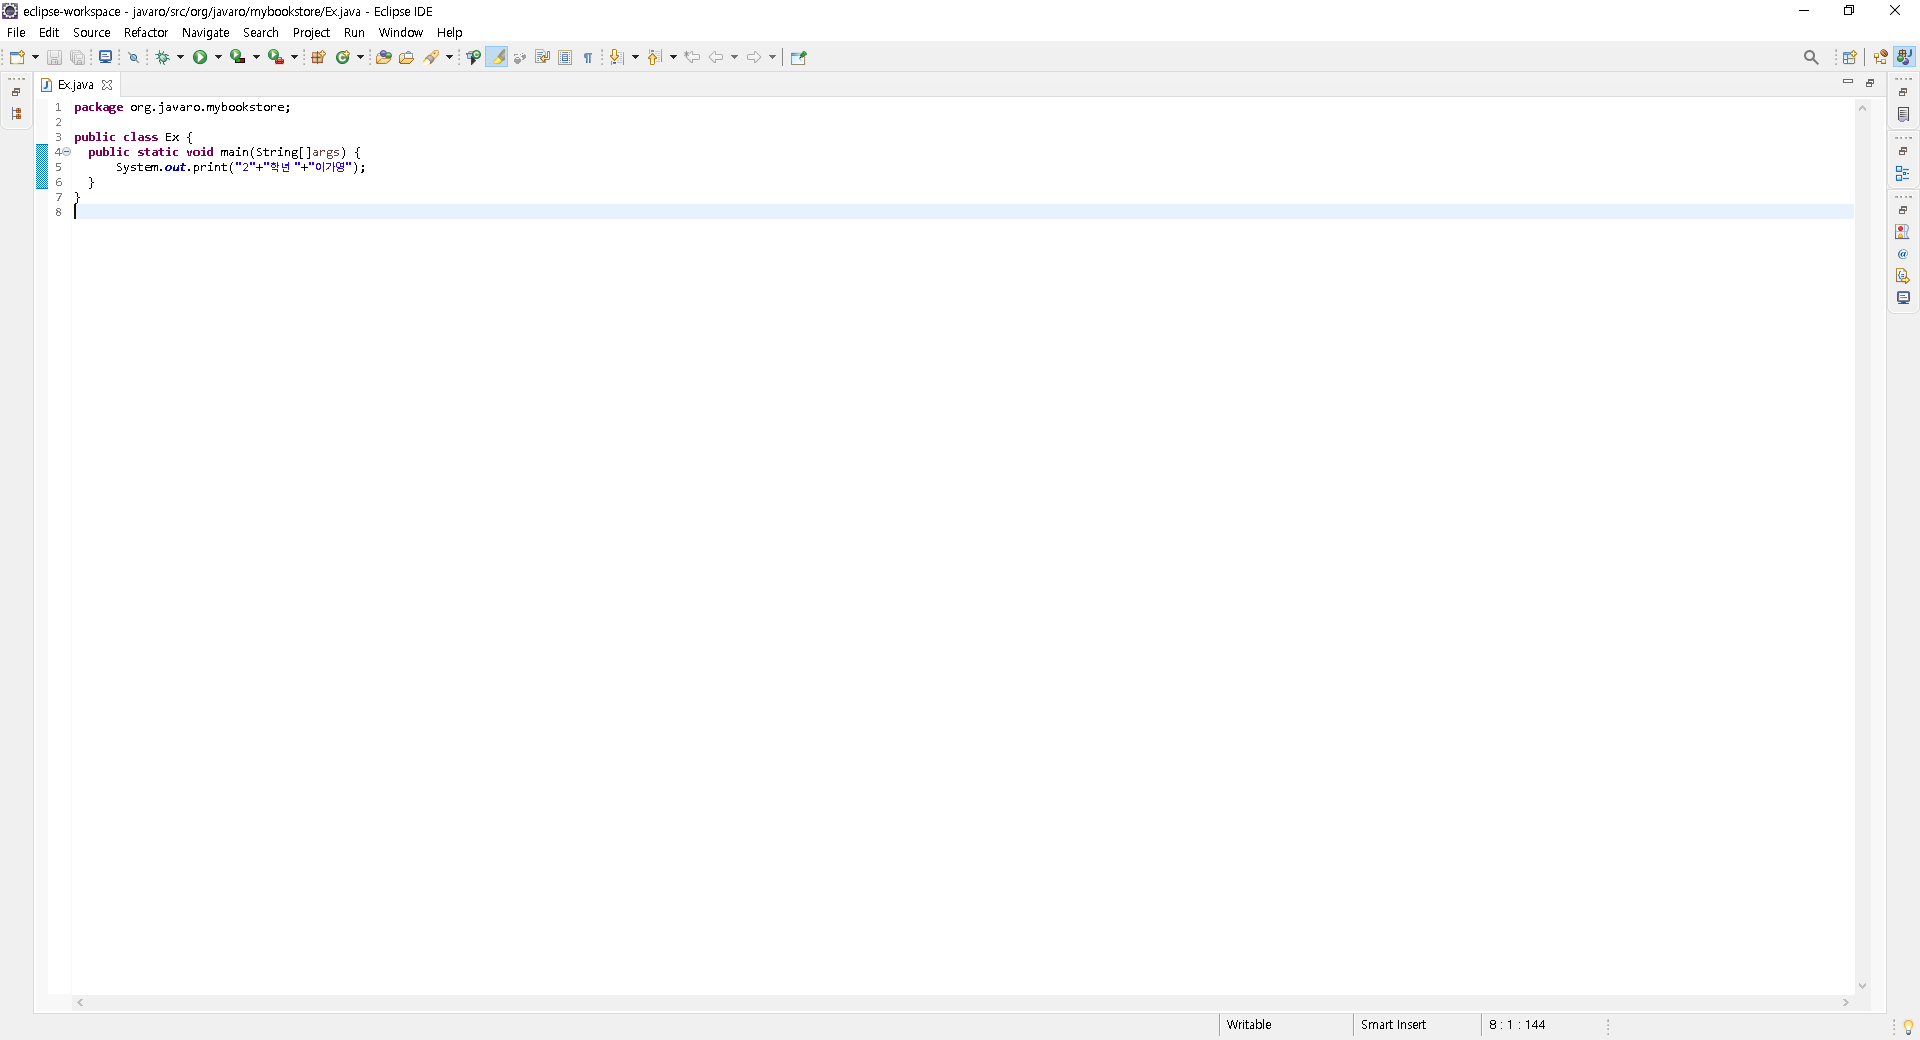 eclipse-workspace - javaro/src/org/javaro/mybookstore/Ex.java - Eclipse IDE
File Edit Source Refactor Navigate Search Project Run Window Help
Ex.java
1 package org.javaro.mybookstore;
2
3 public class Ex {
4 public static void main(String[]args) {
5 System.out.print("2"+"학년 "+"이가영");
6 }
7 }
8
Writable Smart Insert 8 : 1 : 144